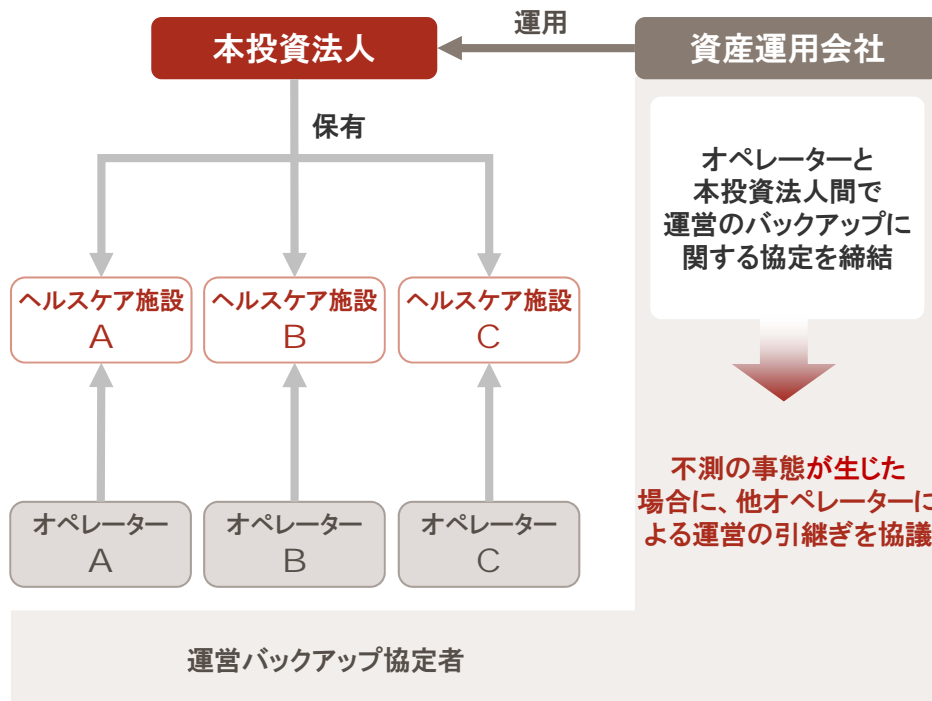 本投資法人
運用
資産運用会社
保有
オペレーターと
本投資法人間で
運営のバックアップに
関する協定を締結
ヘルスケア施設
A
ヘルスケア施設
B
ヘルスケア施設
C
不測の事態が生じた
場合に、他オペレーターに
よる運営の引継ぎを協議
オペレーター
A
オペレーター
B
オペレーター
C
運営バックアップ協定者